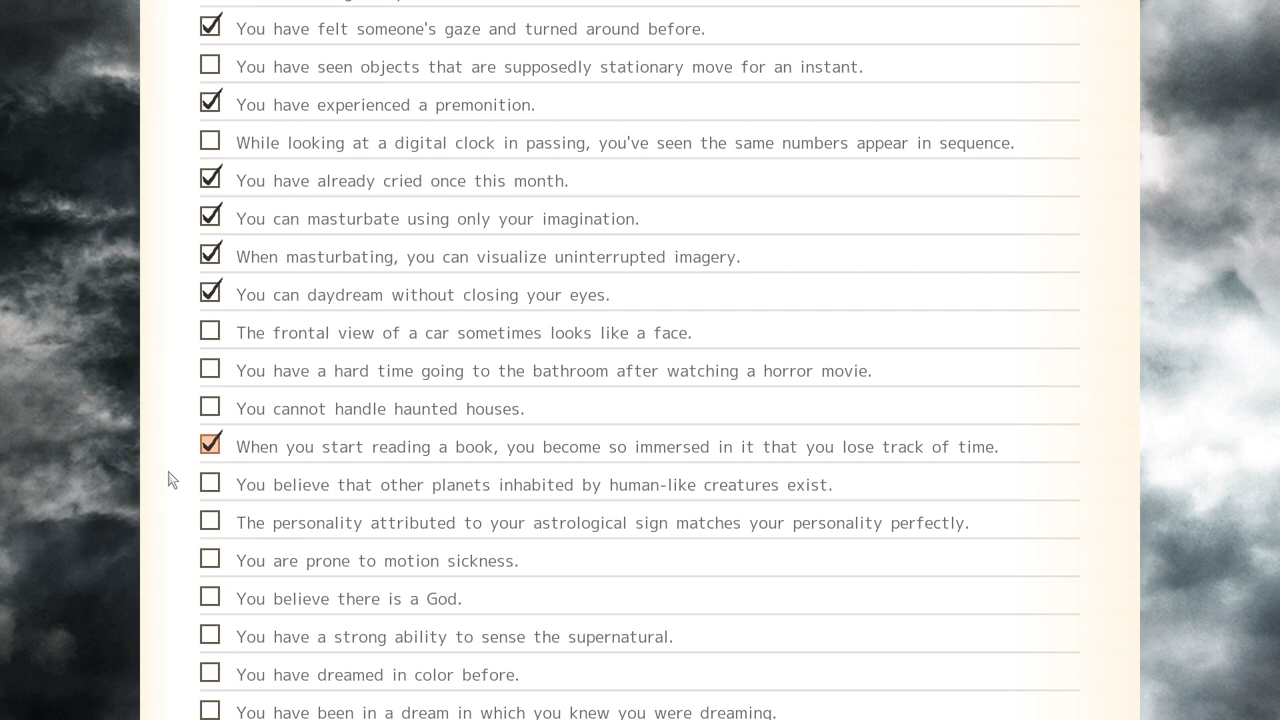 You have felt someone's gaze and turned around before.
You have seen objects that are supposedly stationary move for an instant.
You have experienced a premonition.
While looking at a digital clock in passing, you've seen the same numbers appear in sequence.
You have already cried once this month.
You can masturbate using only your imagination.
When masturbating, you can visualize uninterrupted imagery.
You can daydream without closing your eyes.
The frontal view of a car sometimes looks like a face.
You have a hard time going to the bathroom after watching a horror movie.
You cannot handle haunted houses.
When you start reading a book, you become so immersed in it that you lose track of time.
You believe that other planets inhabited by human-like creatures exist.
The personality attributed to your astrological sign matches your personality perfectly.
You are prone to motion sickness.
You believe there is a God.
You have a strong ability to sense the supernatural.
You have dreamed in color before.
You have been in a dream in which you knew you were dreaming.